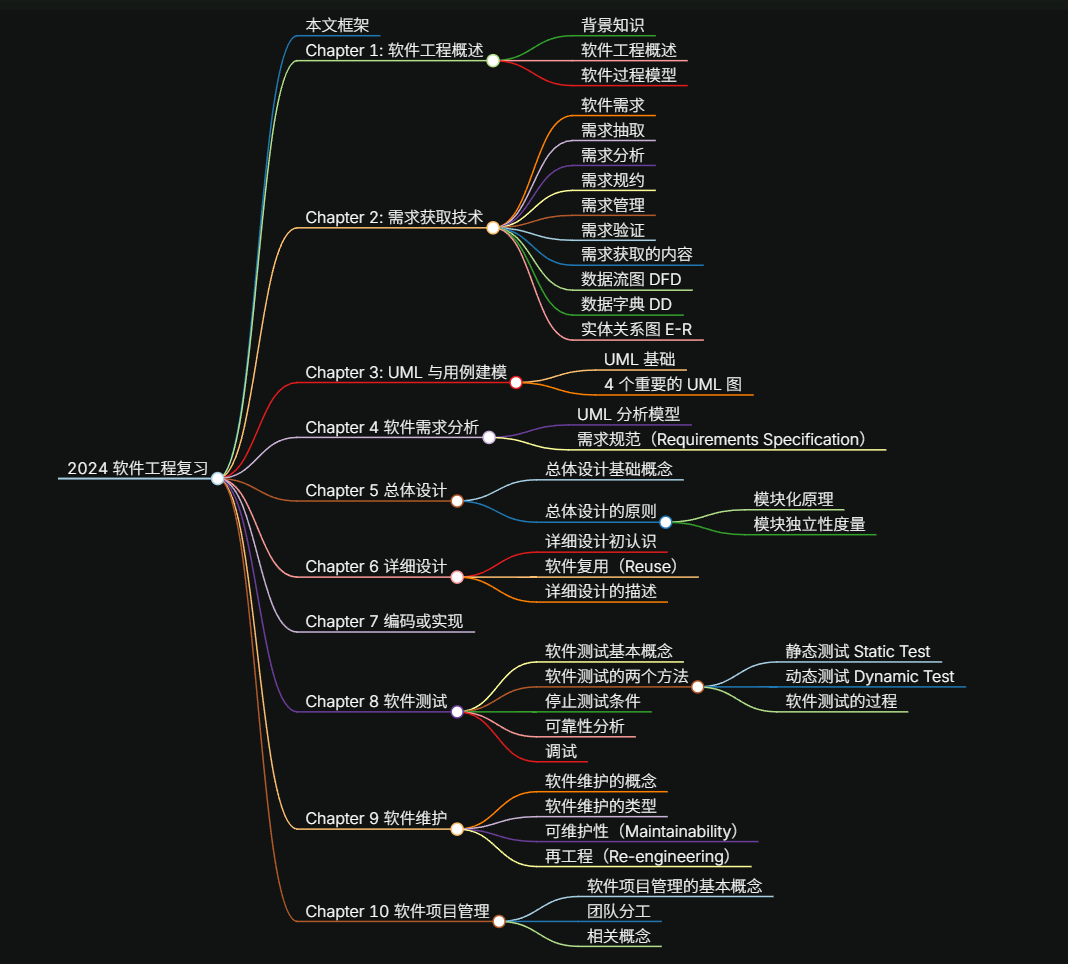 2024 软件工程复习
本文框架
Chapter 1: 软件工程概述
背景知识
软件工程概述
软件过程模型
Chapter 2: 需求获取技术
软件需求
需求抽取
需求分析
需求规约
需求管理
需求验证
需求获取的内容
数据流图 DFD
数据字典 DD
实体关系图 E-R
Chapter 3: UML 与用例建模
UML 基础
4 个重要的 UML 图
Chapter 4 软件需求分析
UML 分析模型
需求规范（Requirements Specification）
Chapter 5 总体设计
总体设计基础概念
总体设计的原则
模块化原理
模块独立性度量
Chapter 6 详细设计
详细设计初认识
软件复用（Reuse）
详细设计的描述
Chapter 7 编码或实现
Chapter 8 软件测试
软件测试基本概念
软件测试的两个方法
静态测试 Static Test
动态测试 Dynamic Test
软件测试的过程
停止测试条件
可靠性分析
调试
Chapter 9 软件维护
软件维护的概念
软件维护的类型
可维护性（Maintainability）
再工程（Re-engineering）
Chapter 10 软件项目管理
软件项目管理的基本概念
团队分工
相关概念